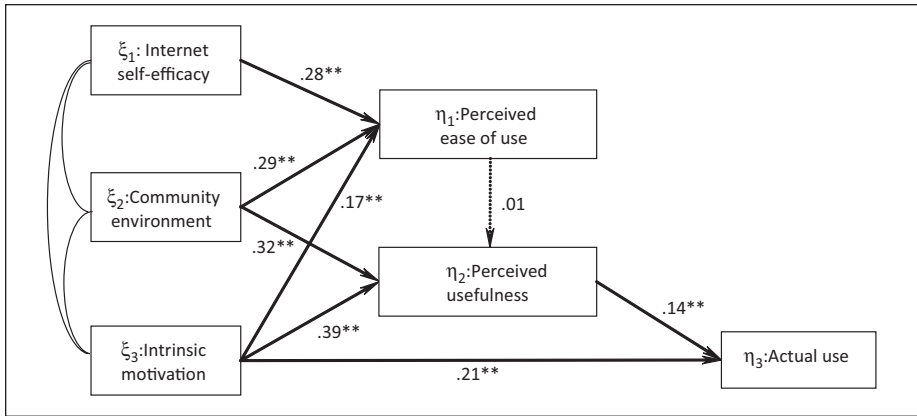 ξ1: Internet
self-efficacy
.28**
η1:Perceived
ease of use
.29**
ξ2:Community
environment
.17**
.01
.32**
η2:Perceived
usefulness
.39**
.14**
ξ3:Intrinsic
motivation
.21**
η3:Actual use